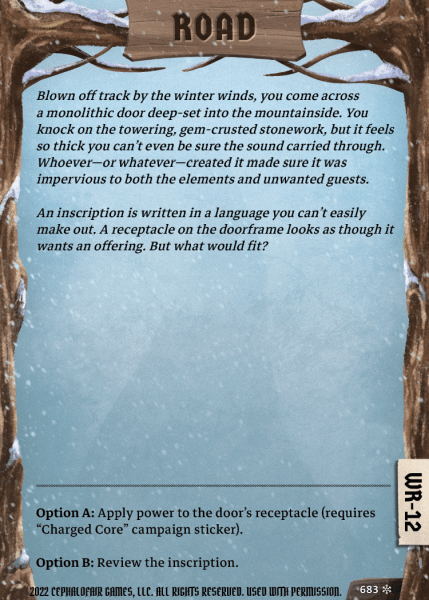 ROAD
Blown off track by the winter winds, you come across
a monolithic door deep-set into the mountainside. You
knock on the towering, gem-crusted stonework, but it feels
so thick you can't even be sure the sound carried through.
Whoever—or whatever—created it made sure it was
impervious to both the elements and unwanted guests.
An inscription is written in a language you can't easily
make out. A receptacle on the doorframe looks as though it
wants an offering. But what would fit?
WR-12
Option A: Apply power to the door's receptacle (requires
“Charged Core” campaign sticker).
Option B: Review the inscription.
2022 CEPHALOFAIR GAMES, LLC. ALL RIGHTS RESERVED. USED WITH PERMISSION.
683